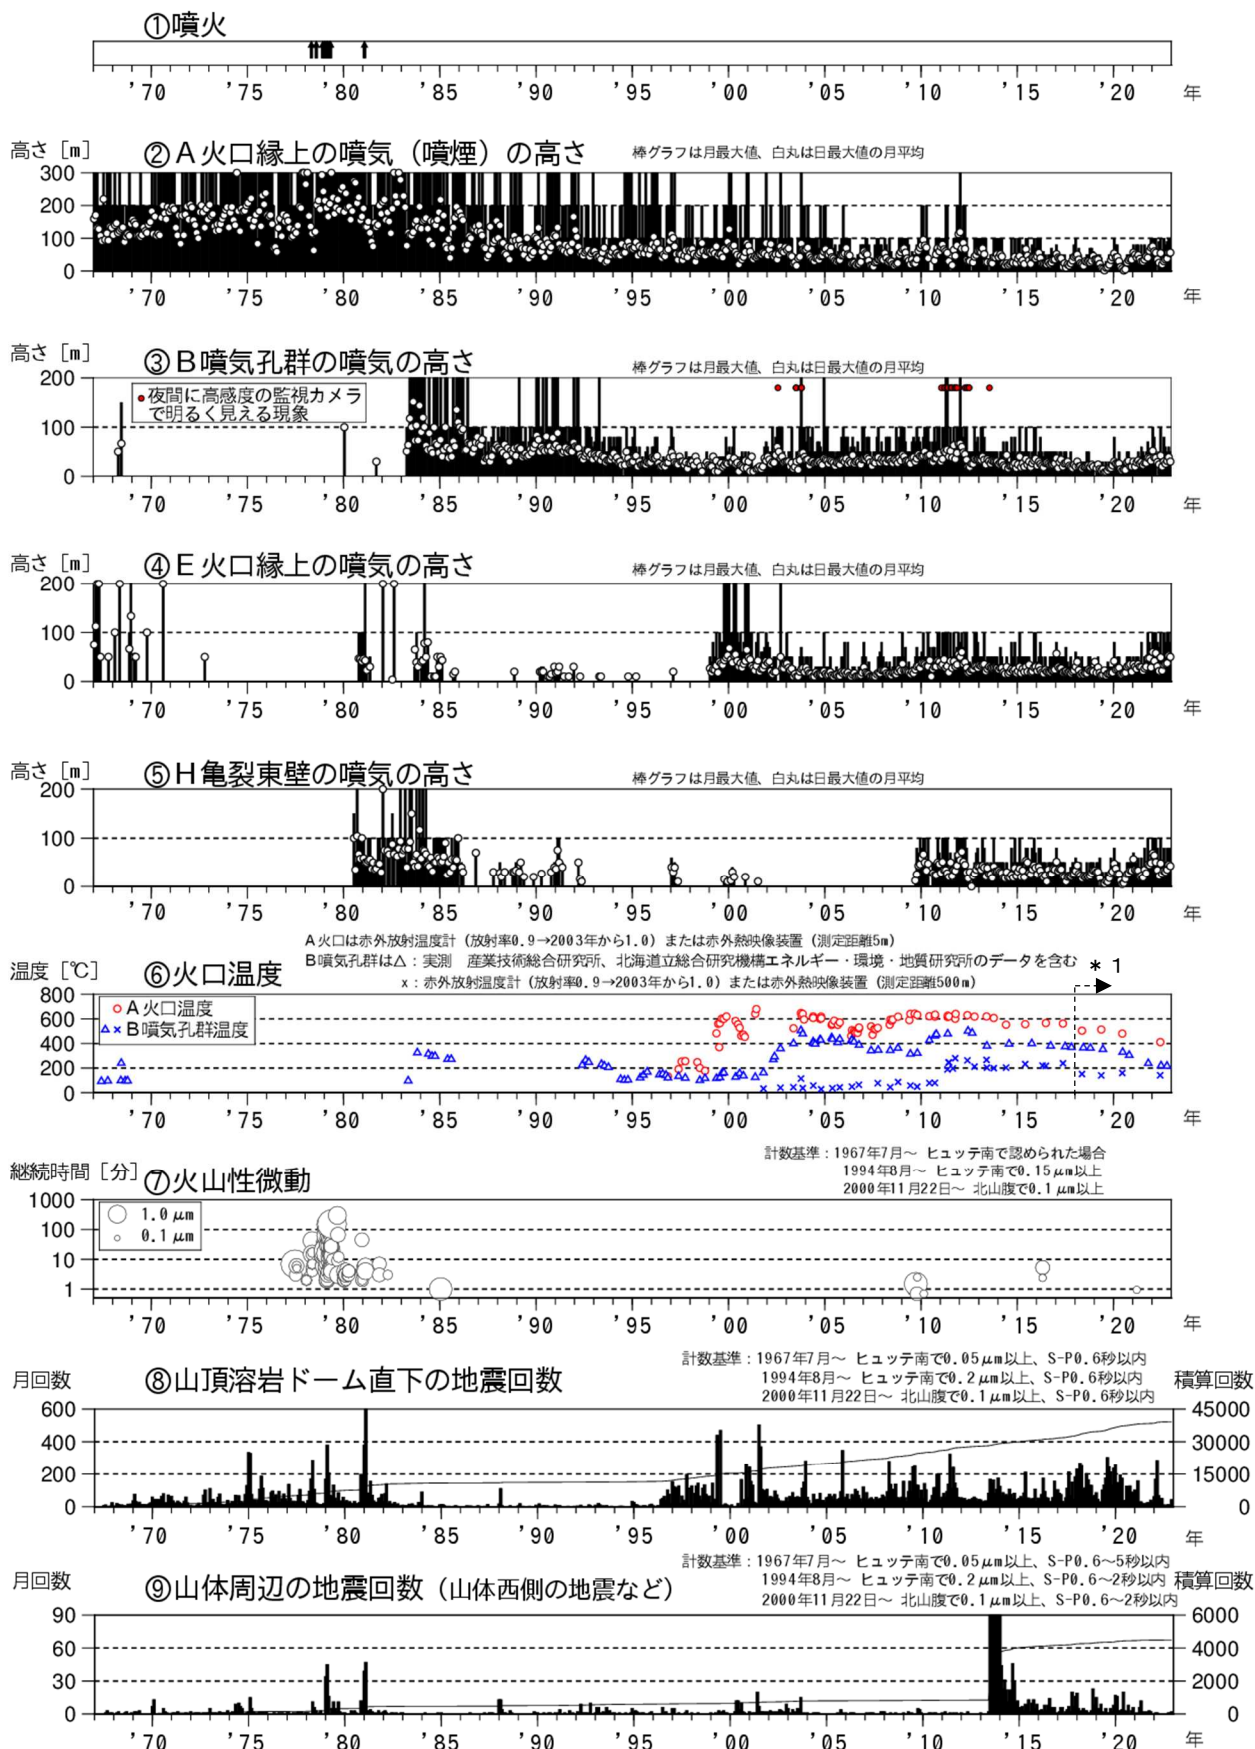 ①噴火
'70 '75 '80 '85 '90 '95 '00 '05 '10 '15 '20 年
高さ［m］ ②A火口縁上の噴気（噴煙）の高さ 棒グラフは月最大値、白丸は日最大値の月平均
300
200
100
0
'70 '75 '80 '85 '90 '95 '00 '05 '10 '15 '20 年
高さ［m］ ③B噴気孔群の噴気の高さ 棒グラフは月最大値、白丸は日最大値の月平均
200
夜間に高感度の監視カメラ
で明るく見える現象
100
0
'70 '75 '80 '85 '90 '95 '00 '05 '10 '15 '20 年
高さ［m］ ④E火口縁上の噴気の高さ 棒グラフは月最大値、白丸は日最大値の月平均
200
100
0
'70 '75 '80 '85 '90 '95 '00 '05 '10 '15 '20 年
高さ［m］ ⑤H亀裂東壁の噴気の高さ 棒グラフは月最大値、白丸は日最大値の月平均
200
100
0
'70 '75 '80 '85 '90 '95 '00 '05 '10 '15 '20 年
A火口は赤外放射温度計（放射率0.9→2003年から1.0）または赤外熱映像装置（測定距離5m）
B噴気孔群は△：実測 産業技術総合研究所、北海道立総合研究機構エネルギー・環境・地質研究所のデータを含む
温度［℃］ ⑥火口温度 x：赤外放射温度計（放射率0.9→2003年から1.0）または赤外熱映像装置（測定距離500m） ＊1
800
○A火口温度
600
△×B噴気孔群温度
400
200
0
'70 '75 '80 '85 '90 '95 '00 '05 '10 '15 '20 年
計数基準：1967年7月～ ヒュッテ南で認められた場合
継続時間［分］ ⑦火山性微動 1994年8月～ ヒュッテ南で0.15μm以上
2000年11月22日～ 北山腹で0.1μm以上
1000
1.0μm
100
0.1μm
10
1
'70 '75 '80 '85 '90 '95 '00 '05 '10 '15 '20 年
計数基準：1967年7月～ ヒュッテ南で0.05μm以上、S-P0.6秒以内
月回数 ⑧山頂溶岩ドーム直下の地震回数 1994年8月～ ヒュッテ南で0.2μm以上、S-P0.6秒以内 積算回数
2000年11月22日～ 北山腹で0.1μm以上、S-P0.6秒以内
600 45000
400 30000
200 15000
0 0
'70 '75 '80 '85 '90 '95 '00 '05 '10 '15 '20 年
計数基準：1967年7月～ ヒュッテ南で0.05μm以上、S-P0.6～5秒以内
月回数 ⑨山体周辺の地震回数（山体西側の地震など） 1994年8月～ ヒュッテ南で0.2μm以上、S-P0.6～2秒以内 積算回数
2000年11月22日～ 北山腹で0.1μm以上、S-P0.6～2秒以内
90 6000
60 4000
30 2000
0 0
'70 '75 '80 '85 '90 '95 '00 '05 '10 '15 '20 年